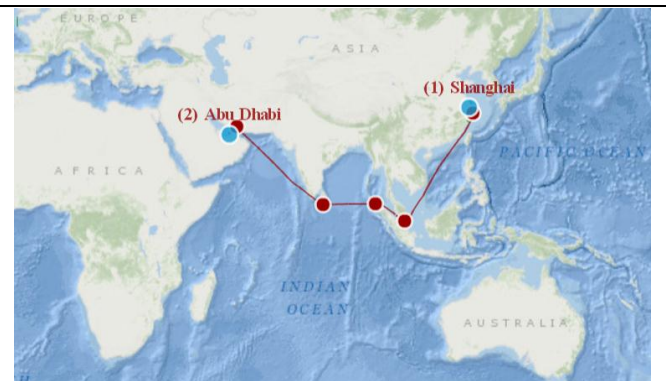 EUROPE
ASIA
(1) Shanghai
(2) Abu Dhabi
PACIFIC OCEAN
AFRICA
INDIAN
OCEAN
AUSTRALIA